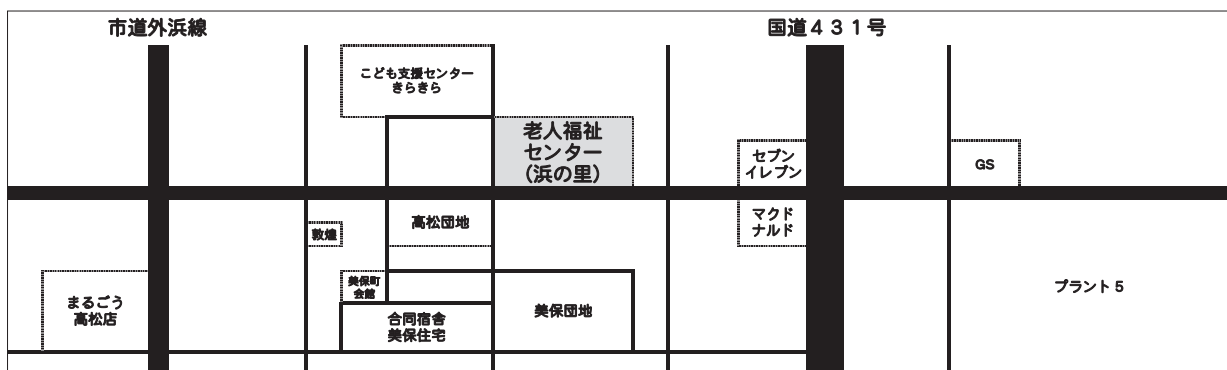 市道外浜線
国道４３１号
こども支援センター
きらきら
老人福祉
センター
(浜の里)
セブン
イレブン
GS
高松団地
敦煌
マクド
ナルド
まるごう
高松店
美保町
会館
合同宿舎
美保住宅
美保団地
プラント５